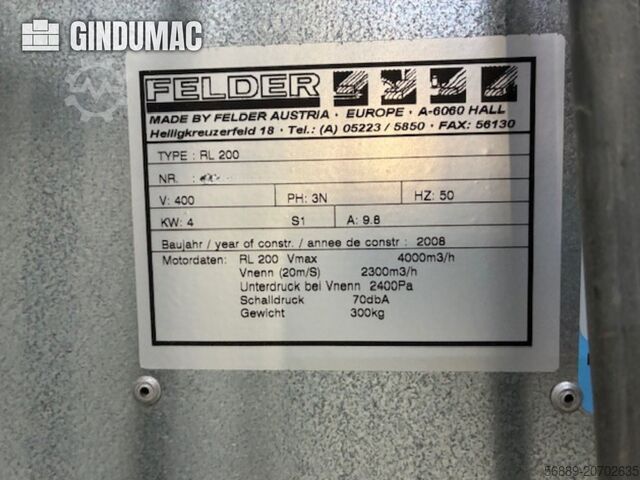 GINDUMAC
FELDER
MADE BY FELDER AUSTRIA · EUROPE · A-6060 HALL
Heiligkreuzerfeld 18 · Tel.: (A) 05223 / 5850 · FAX: 56130
TYPE : RL 200
NR. :
V: 400 PH: 3N HZ: 50
KW: 4 S1 A: 9.8
Baujahr / year of constr. / annee de constr : 2008
Motordaten: RL 200 Vmax 4000m3/h
Vnenn (20m/S) 2300m3/h
Unterdruck bei Vnenn 2400Pa
Schalldruck 70dbA
Gewicht 300kg
56889-20702635